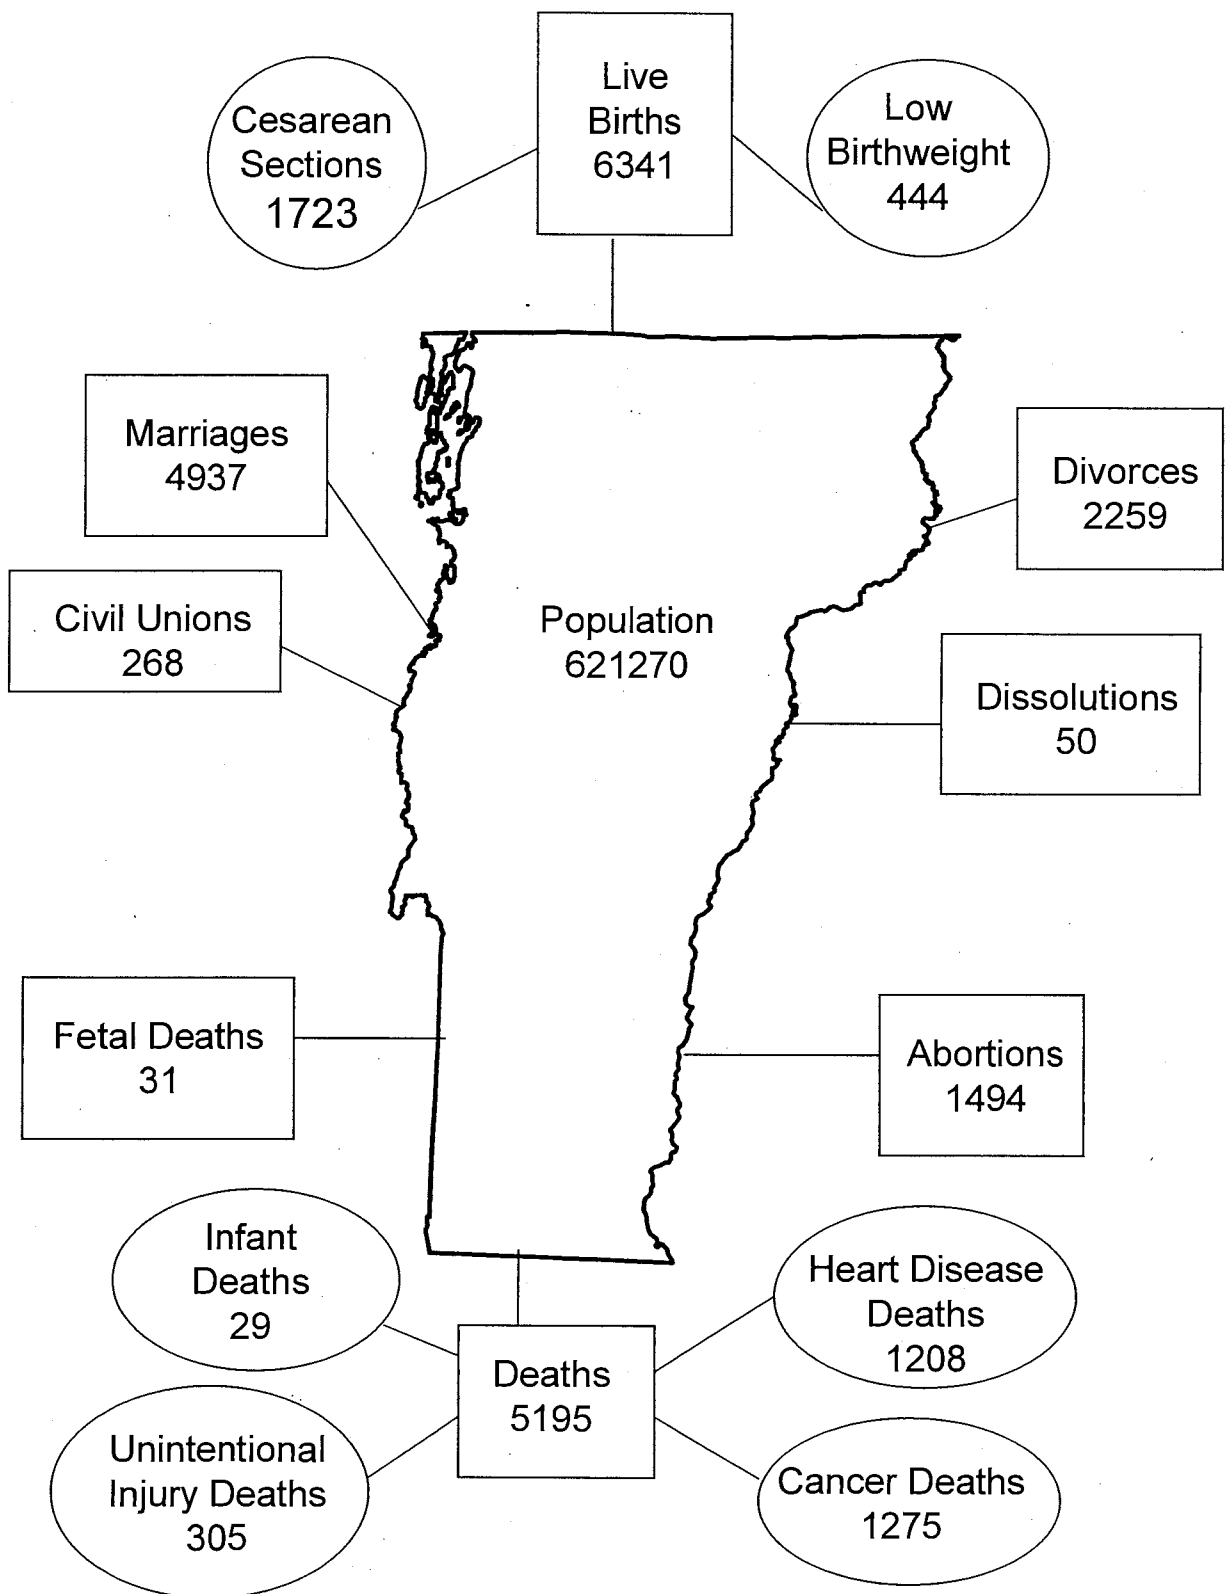 Live
Births
6341
Cesarean
Sections
1723
Low
Birthweight
444
Marriages
4937
Divorces
2259
Civil Unions
268
Population
621270
Dissolutions
50
Fetal Deaths
31
Abortions
1494
Infant
Deaths
29
Heart Disease
Deaths
1208
Deaths
5195
Unintentional
Injury Deaths
305
Cancer Deaths
1275